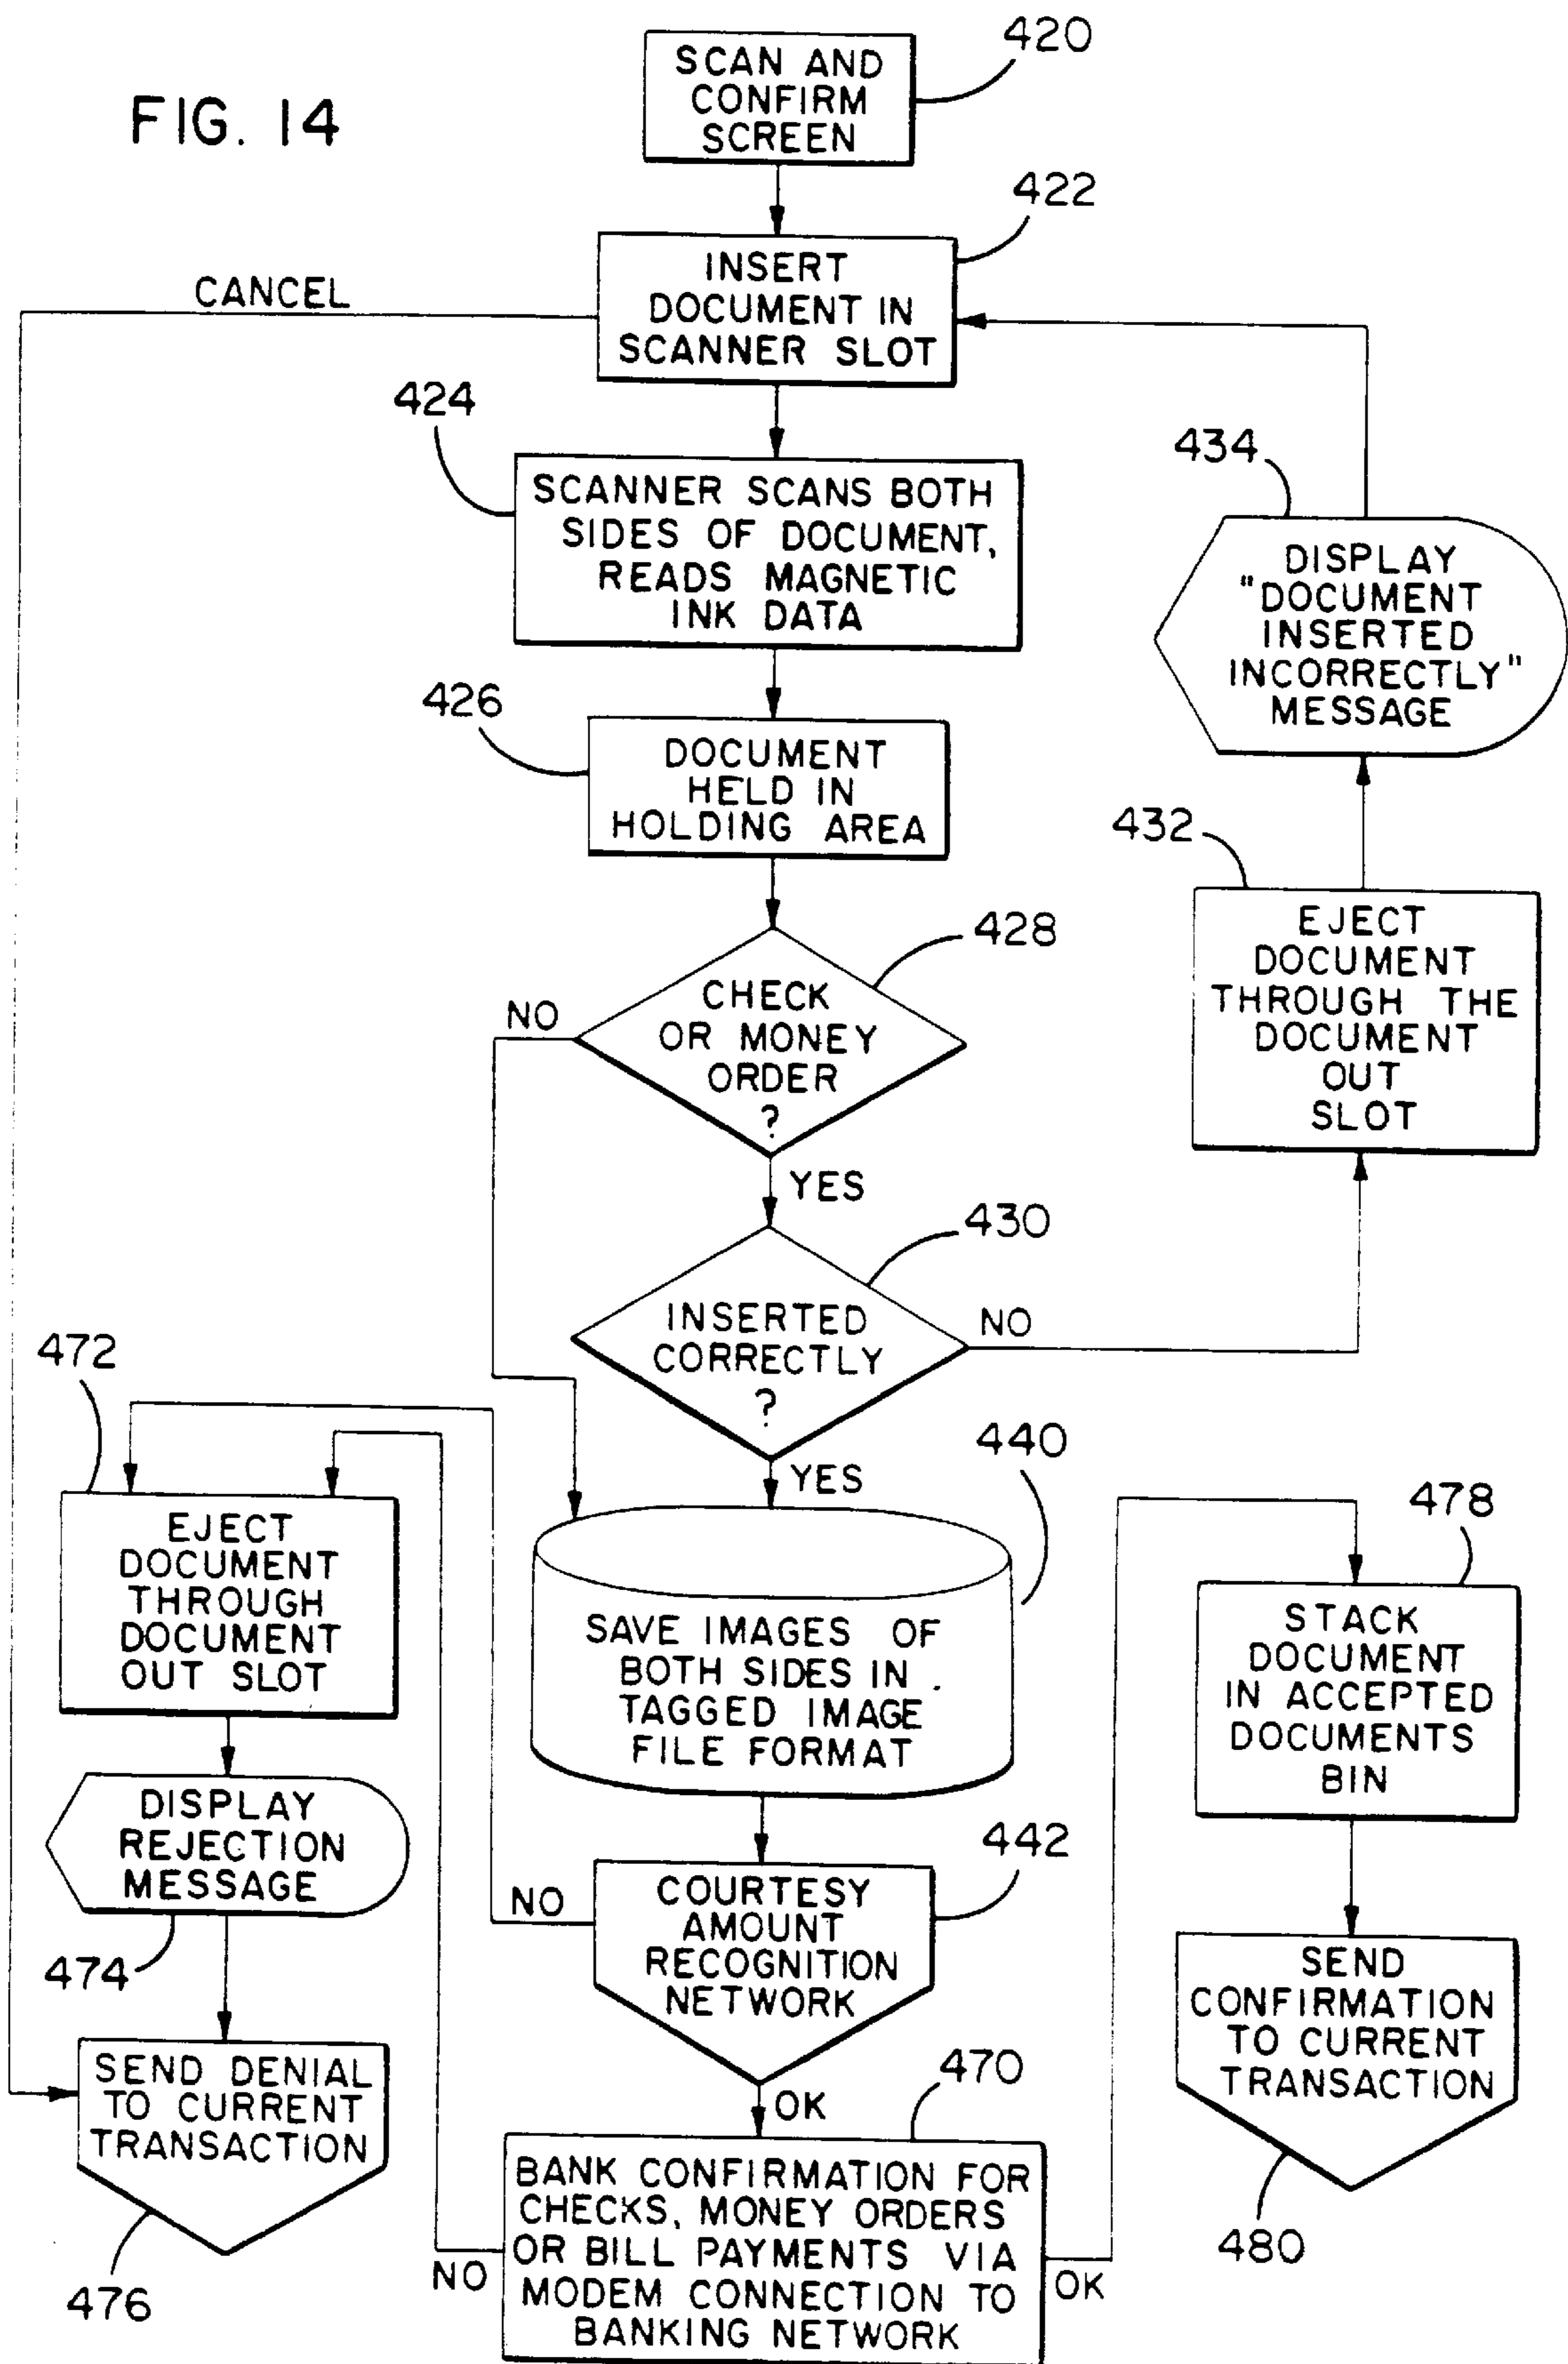 FIG. 14
420
SCAN AND
CONFIRM
SCREEN
422
INSERT
DOCUMENT IN
SCANNER SLOT
CANCEL
424
SCANNER SCANS BOTH
SIDES OF DOCUMENT,
READS MAGNETIC
INK DATA
434
DISPLAY
"DOCUMENT
INSERTED
INCORRECTLY"
MESSAGE
426
DOCUMENT
HELD IN
HOLDING AREA
432
EJECT
DOCUMENT
THROUGH THE
DOCUMENT
OUT
SLOT
428
CHECK
OR MONEY
ORDER
?
NO
YES
430
INSERTED
CORRECTLY
?
NO
YES
472
EJECT
DOCUMENT
THROUGH
DOCUMENT
OUT SLOT
440
SAVE IMAGES OF
BOTH SIDES IN
TAGGED IMAGE
FILE FORMAT
478
STACK
DOCUMENT
IN ACCEPTED
DOCUMENTS
BIN
DISPLAY
REJECTION
MESSAGE
474
442
COURTESY
AMOUNT
RECOGNITION
NETWORK
NO
OK
SEND
CONFIRMATION
TO CURRENT
TRANSACTION
480
SEND DENIAL
TO CURRENT
TRANSACTION
476
470
BANK CONFIRMATION FOR
CHECKS, MONEY ORDERS
OR BILL PAYMENTS VIA
MODEM CONNECTION TO
BANKING NETWORK
NO
OK